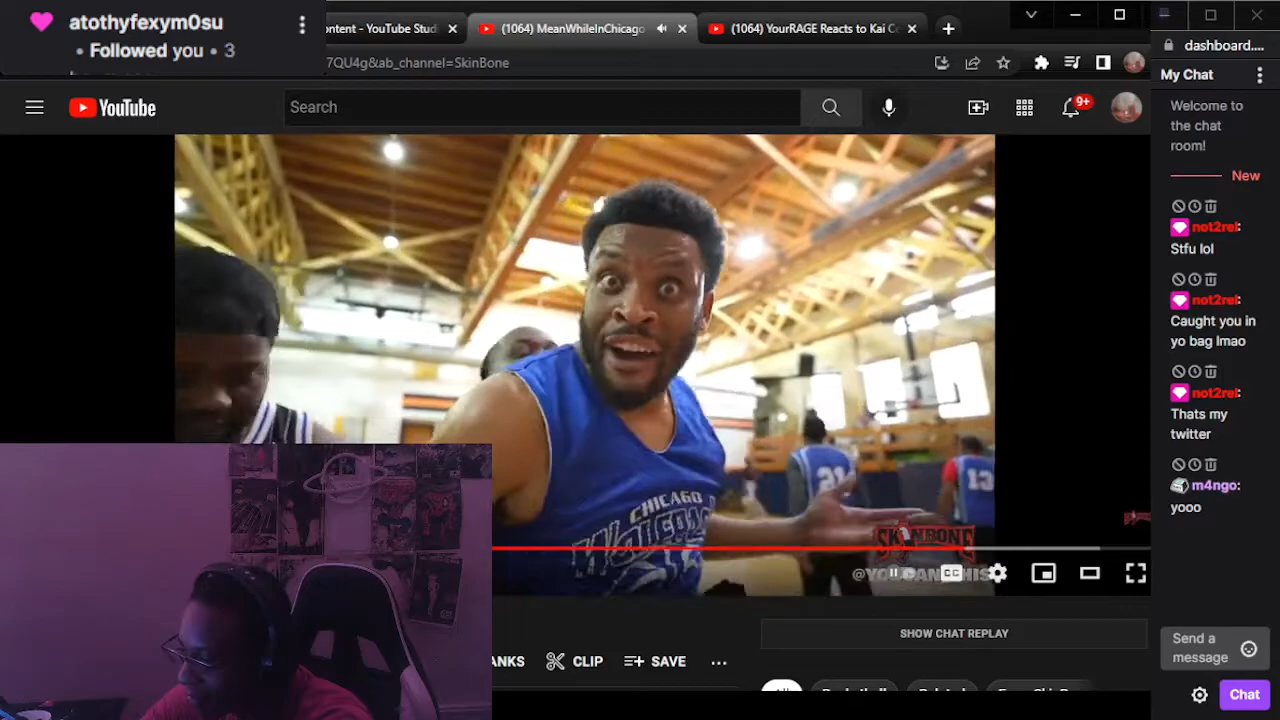 atothyfexym0su
• Followed you • 3
ontent - YouTube Studi
(1064) MeanWhileInChicago
(1064) YourRAGE Reacts to Kai Ce
7QU4g&ab_channel=SkinBone
dashboard....
YouTube
Search
9+
My Chat
Welcome to
the chat
room!
New
not2rel:
Stfu lol
not2rel:
Caught you in
yo bag lmao
not2rel:
Thats my
twitter
m4ngo:
yooo
21
13
CHICAGO
SKINBONE
CC
SHOW CHAT REPLAY
ANKS
CLIP
SAVE
Send a
message
Chat